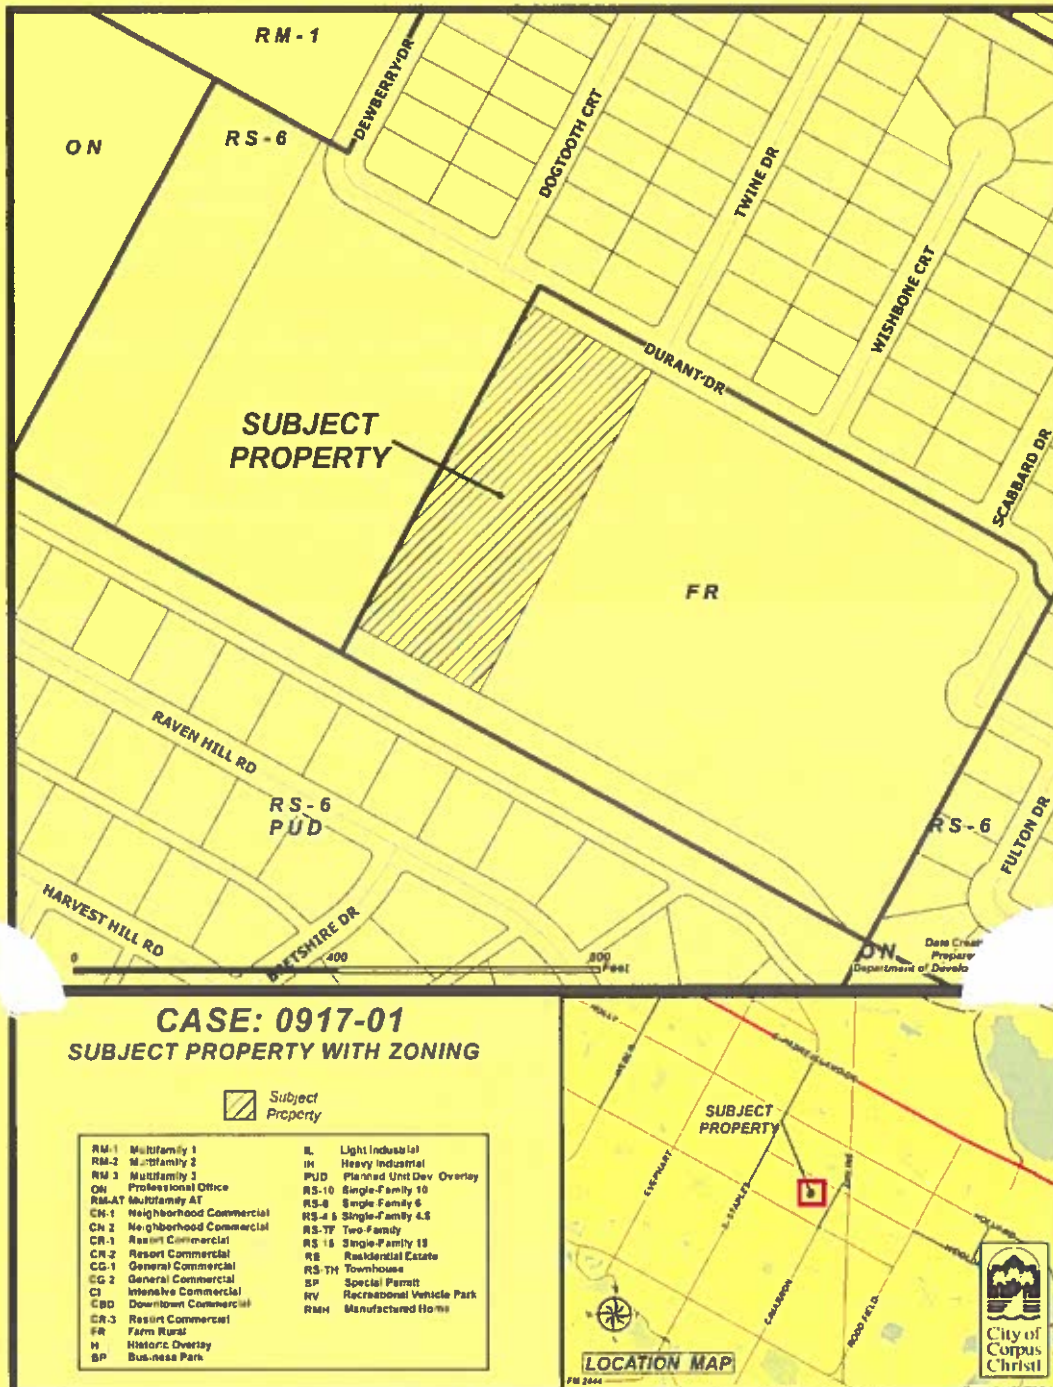 RM-1
DEWBERRY DR
ON
RS-6
DOGTOOTH CRT
TWINE DR
WISHBONE CRT
DURANT DR
SUBJECT
PROPERTY
SCABBARD DR
FR
RAVEN HILL RD
RS-6
PUD
RS-6
FULTON DR
HARVEST HILL RD
0 400 800
Feet
ON
Department of
CASE: 0917-01
SUBJECT PROPERTY WITH ZONING
Subject
Property
RM-1 Multifamily 1
RM-2 Multifamily 2
RM-3 Multifamily 3
ON Professional Office
RM-AT Multifamily AT
CN-1 Neighborhood Commercial
CN-2 Neighborhood Commercial
CR-1 Resort Commercial
CR-2 Resort Commercial
CG-1 General Commercial
CG-2 General Commercial
CI Intensive Commercial
CBD Downtown Commercial
CR-3 Resort Commercial
FR Farm Rural
H Historic Overlay
BP Business Park
IL Light Industrial
IH Heavy Industrial
PUD Planned Unit Dev. Overlay
RS-10 Single-Family 10
RS-6 Single-Family 6
RS-4.5 Single-Family 4.5
RS-TF Two-Family
RS-15 Single-Family 15
RE Residential Estate
RS-TH Townhouse
SP Special Permit
RV Recreational Vehicle Park
RMH Manufactured Home
HOLLY
SUBJECT
PROPERTY
EVERHART
S. STAPLES
CIMARRON
RODD FIELD
LOCATION MAP
City of
Corpus
Christi